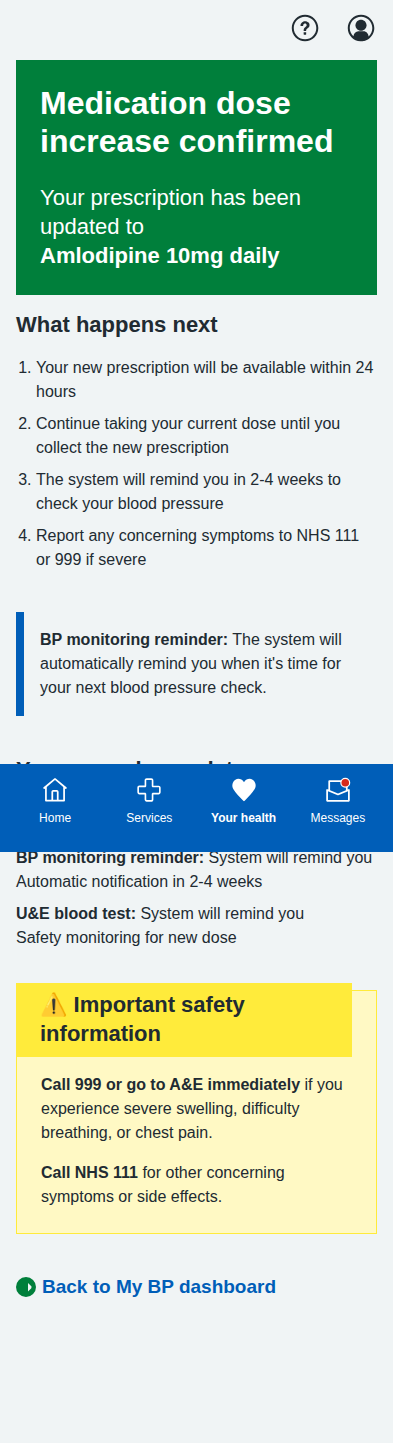 Medication dose
increase confirmed
Your prescription has been
updated to
Amlodipine 10mg daily
What happens next
1. Your new prescription will be available within 24
hours
2. Continue taking your current dose until you
collect the new prescription
3. The system will remind you in 2-4 weeks to
check your blood pressure
4. Report any concerning symptoms to NHS 111
or 999 if severe
BP monitoring reminder: The system will
automatically remind you when it's time for
your next blood pressure check.
Home
Services
Your health
Messages
BP monitoring reminder: System will remind you
Automatic notification in 2-4 weeks
U&E blood test: System will remind you
Safety monitoring for new dose
⚠️ Important safety
information
Call 999 or go to A&E immediately if you
experience severe swelling, difficulty
breathing, or chest pain.
Call NHS 111 for other concerning
symptoms or side effects.
Back to My BP dashboard